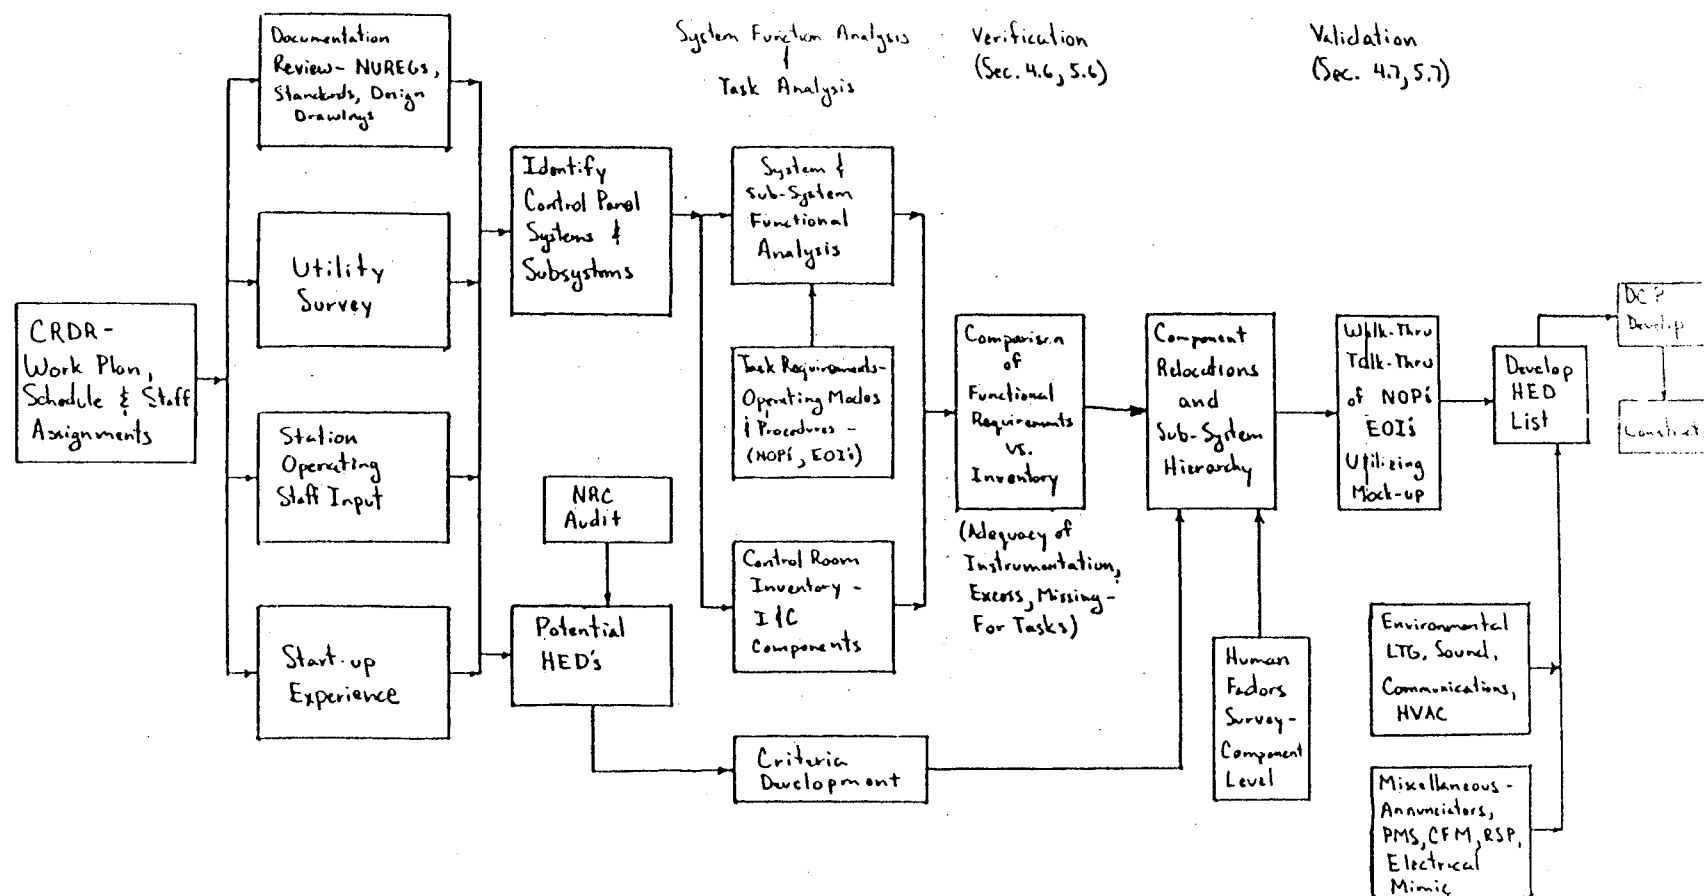 Documentation
Review- NUREGs,
Standards, Design
Drawings
System Function Analysis
&
Task Analysis
Verification
(Sec. 4.6, 5.6)
Validation
(Sec. 4.7, 5.7)
Identify
Control Panel
Systems &
Subsystems
System &
Sub-System
Functional
Analysis
Utility
Survey
CRDR-
Work Plan,
Schedule & Staff
Assignments
Task Requirements-
Operating Modes
& Procedures -
(NOPs, EOIs)
Comparison
of
Functional
Requirements
vs.
Inventory
(Adequacy of
Instrumentation,
Excess, Missing-
For Tasks)
Component
Relocations
and
Sub-System
Hierarchy
Walk-Thru
Talk-Thru
of NOPs
EOIs
Utilizing
Mock-up
Develop
HED
List
DCP
Develop
Construct
Station
Operating
Staff Input
NRC
Audit
Control Room
Inventory -
I&C
Components
Start-up
Experience
Potential
HED's
Criteria
Development
Human
Factors
Survey-
Component
Level
Environmental
LTG, Sound,
Communications,
HVAC
Miscellaneous-
Annunciators,
PMS, CFM, RSP,
Electrical
Mimic